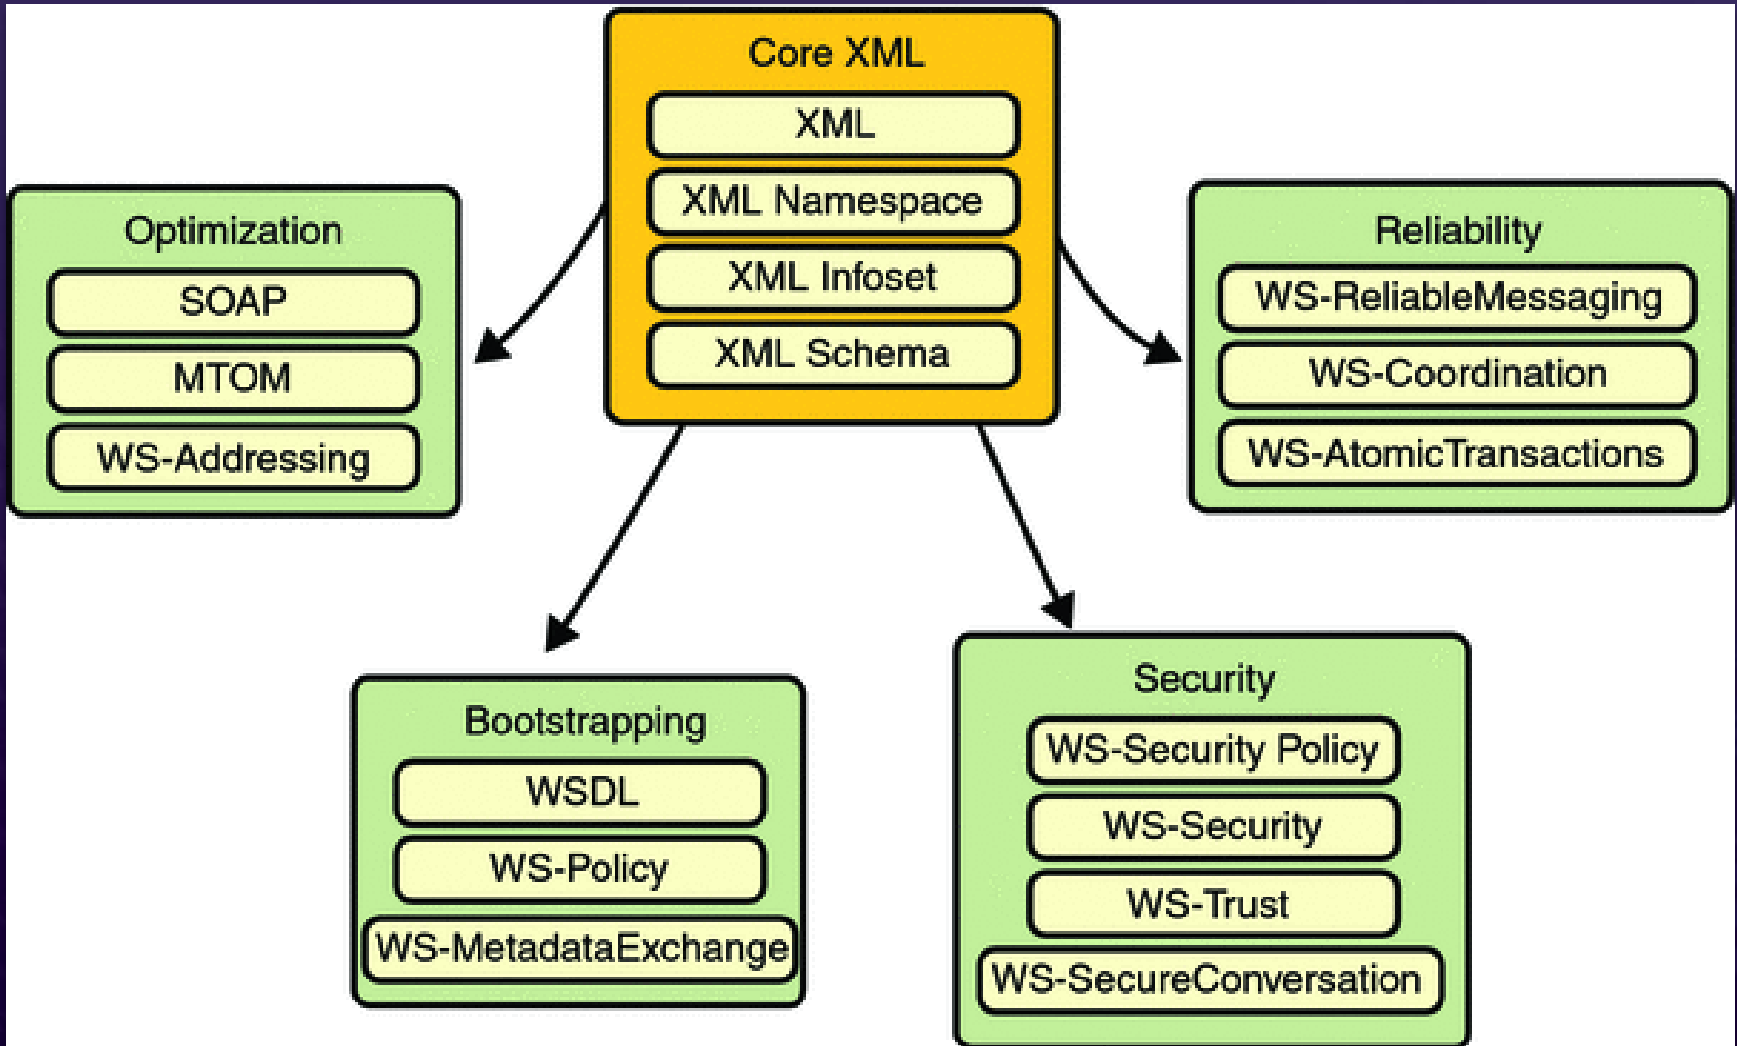 Core XML
XML
XML Namespace
XML Infoset
XML Schema
Optimization
SOAP
MTOM
WS-Addressing
Reliability
WS-ReliableMessaging
WS-Coordination
WS-AtomicTransactions
Bootstrapping
WSDL
WS-Policy
WS-MetadataExchange
Security
WS-Security Policy
WS-Security
WS-Trust
WS-SecureConversation